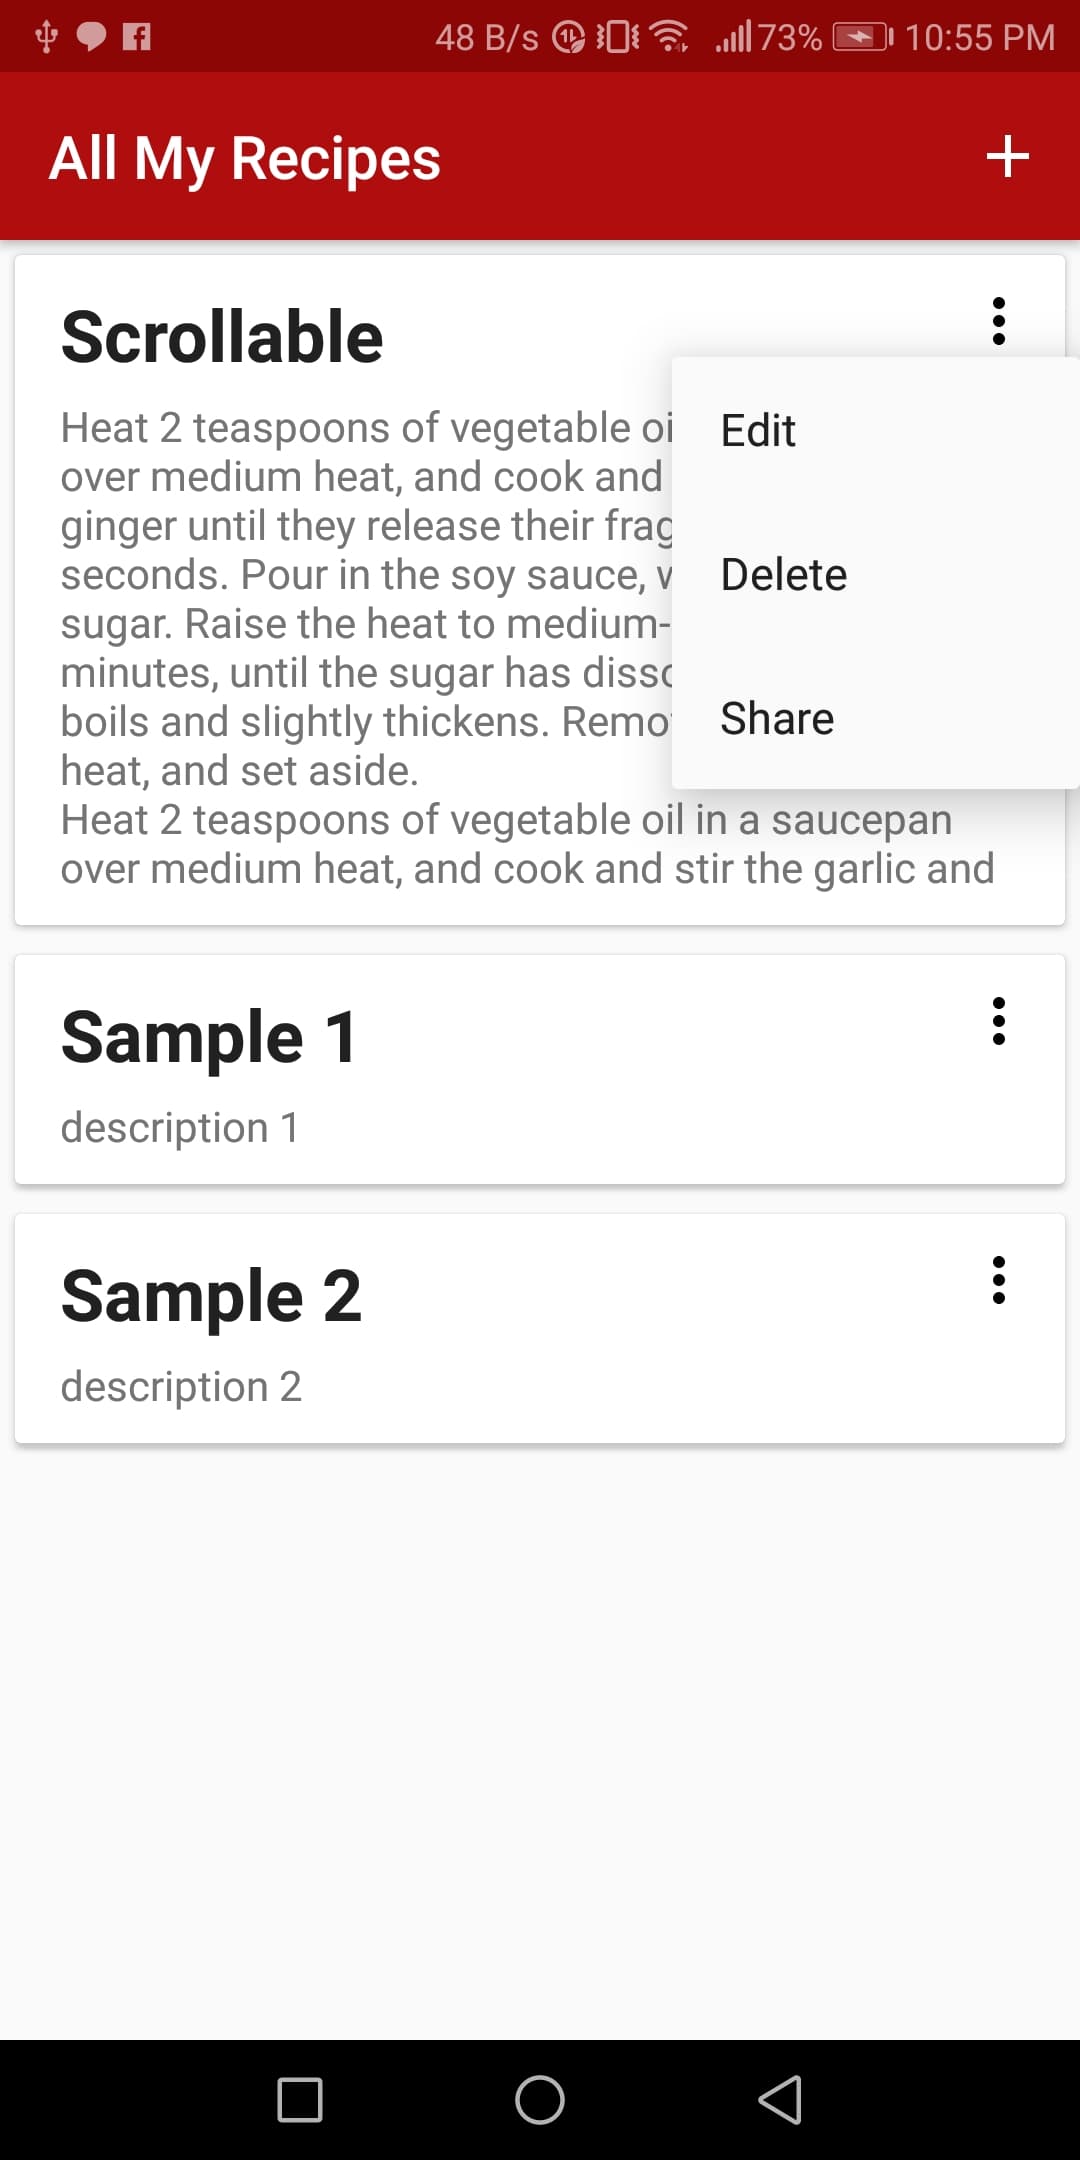 48 B/s 73% 10:55 PM
All My Recipes
Scrollable
Heat 2 teaspoons of vegetable oi
over medium heat, and cook and
ginger until they release their frag
seconds. Pour in the soy sauce,
sugar. Raise the heat to medium-
minutes, until the sugar has disso
boils and slightly thickens. Remo
heat, and set aside.
Heat 2 teaspoons of vegetable oil in a saucepan
over medium heat, and cook and stir the garlic and
Edit
Delete
Share
Sample 1
description 1
Sample 2
description 2